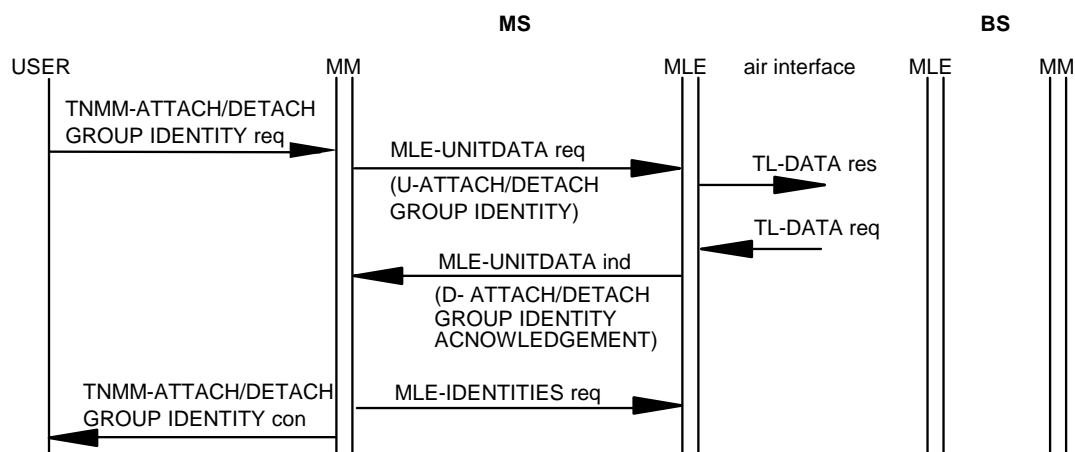 MS BS
USER MM MLE air interface MLE MM
TNMM-ATTACH/DETACH
GROUP IDENTITY req
MLE-UNITDATA req
(U-ATTACH/DETACH
GROUP IDENTITY)
TL-DATA res
TL-DATA req
MLE-UNITDATA ind
(D- ATTACH/DETACH
GROUP IDENTITY
ACNOWLEDGEMENT)
TNMM-ATTACH/DETACH
GROUP IDENTITY con
MLE-IDENTITIES req